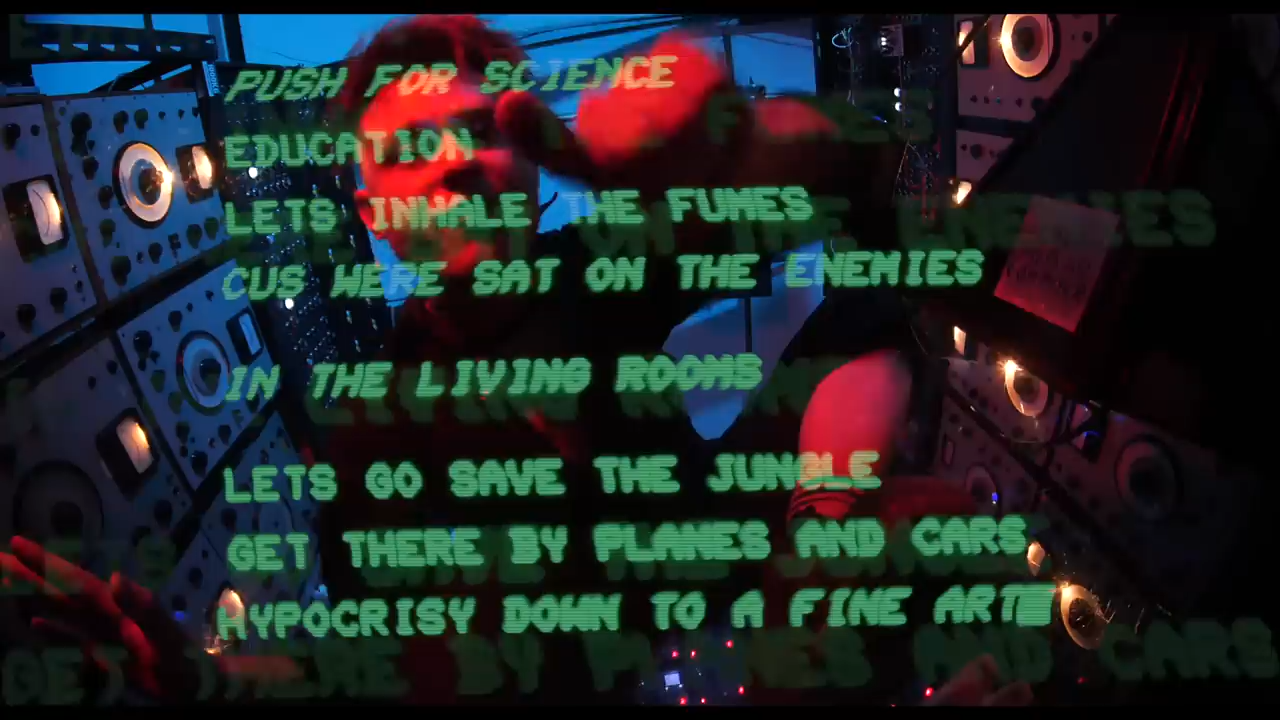 PUSH FOR SCIENCE
EDUCATION
LETS INHALE THE FUMES
CUS WERE SAT ON THE ENEMIES
IN THE LIVING ROOMS
LETS GO SAVE THE JUNGLE
GET THERE BY PLANES AND CARS
HYPOCRISY DOWN TO A FINE ART